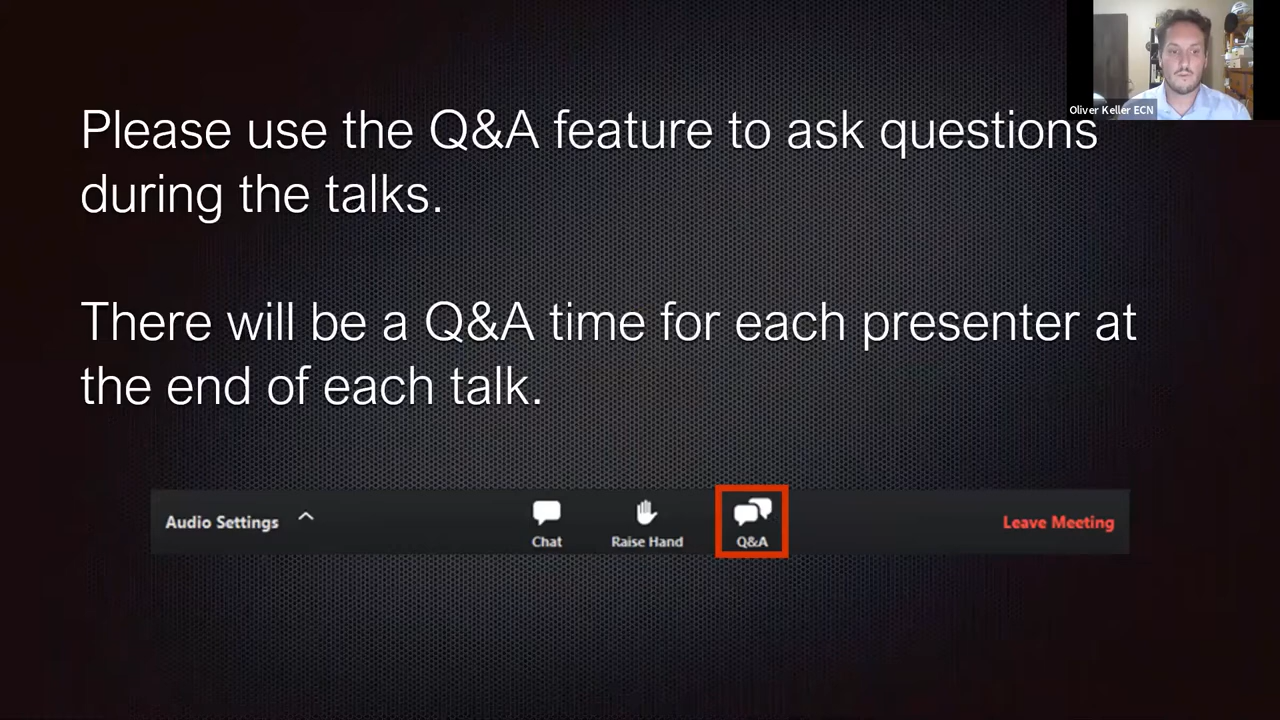 Oliver Keller ECN
Please use the Q&A feature to ask questions
during the talks.
There will be a Q&A time for each presenter at
the end of each talk.
Audio Settings
Chat
Raise Hand
Q&A
Leave Meeting